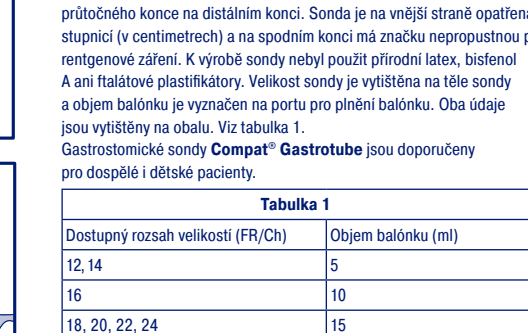 průtočného konce na distálním konci. Sonda je na vnější straně opatřena
stupnicí (v centimetrech) a na spodním konci má značku nepropustnou p
rentgenové záření. K výrobě sondy nebyl použit přírodní latex, bisfenol
A ani ftalátové plastifikátory. Velikost sondy je vytištěna na těle sondy
a objem balónku je vyznačen na portu pro plnění balónku. Oba údaje
jsou vytištěny na obalu. Viz tabulka 1.
Gastrostomické sondy Compat® Gastrotube jsou doporučeny
pro dospělé i dětské pacienty.
Tabulka 1
Dostupný rozsah velikostí (FR/Ch) Objem balónku (ml)
12, 14 5
16 10
18, 20, 22, 24 15